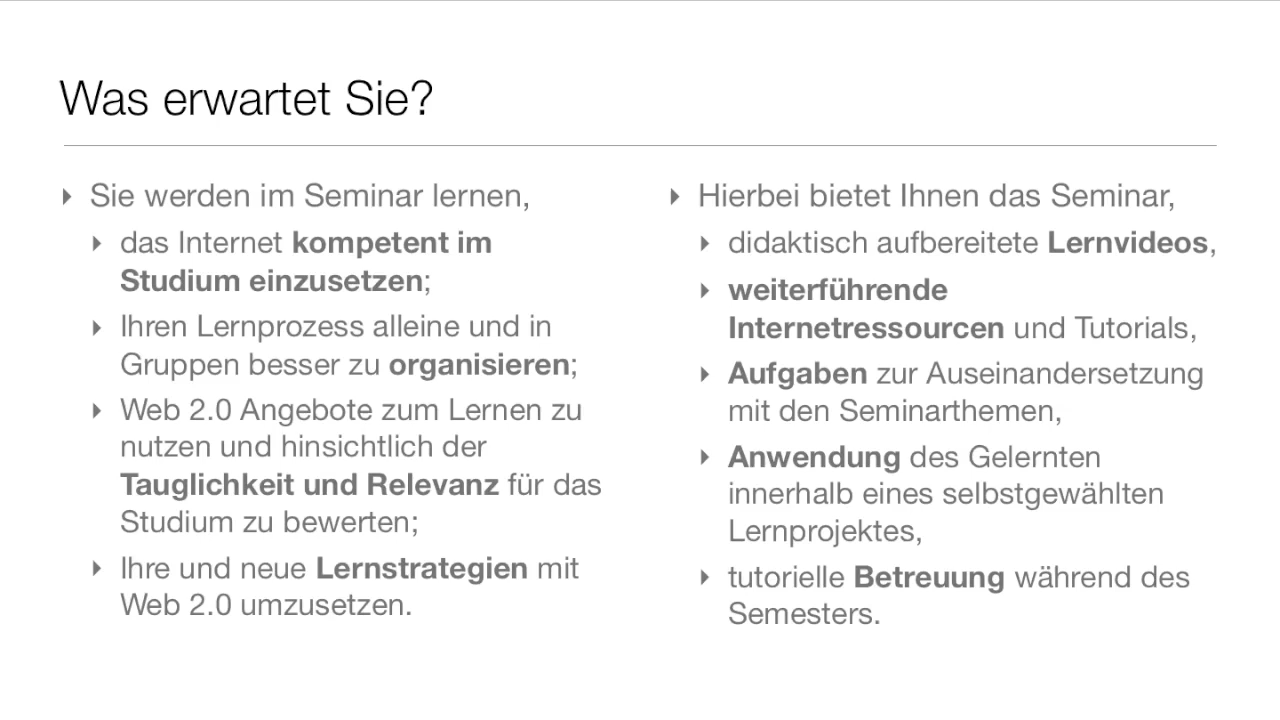 Was erwartet Sie?
Sie werden im Seminar lernen,
das Internet kompetent im
Studium einzusetzen;
Ihren Lernprozess alleine und in
Gruppen besser zu organisieren;
Web 2.0 Angebote zum Lernen zu
nutzen und hinsichtlich der
Tauglichkeit und Relevanz für das
Studium zu bewerten;
Ihre und neue Lernstrategien mit
Web 2.0 umzusetzen.
Hierbei bietet Ihnen das Seminar,
didaktisch aufbereitete Lernvideos,
weiterführende
Internetressourcen und Tutorials,
Aufgaben zur Auseinandersetzung
mit den Seminarthemen,
Anwendung des Gelernten
innerhalb eines selbstgewählten
Lernprojektes,
tutorielle Betreuung während des
Semesters.